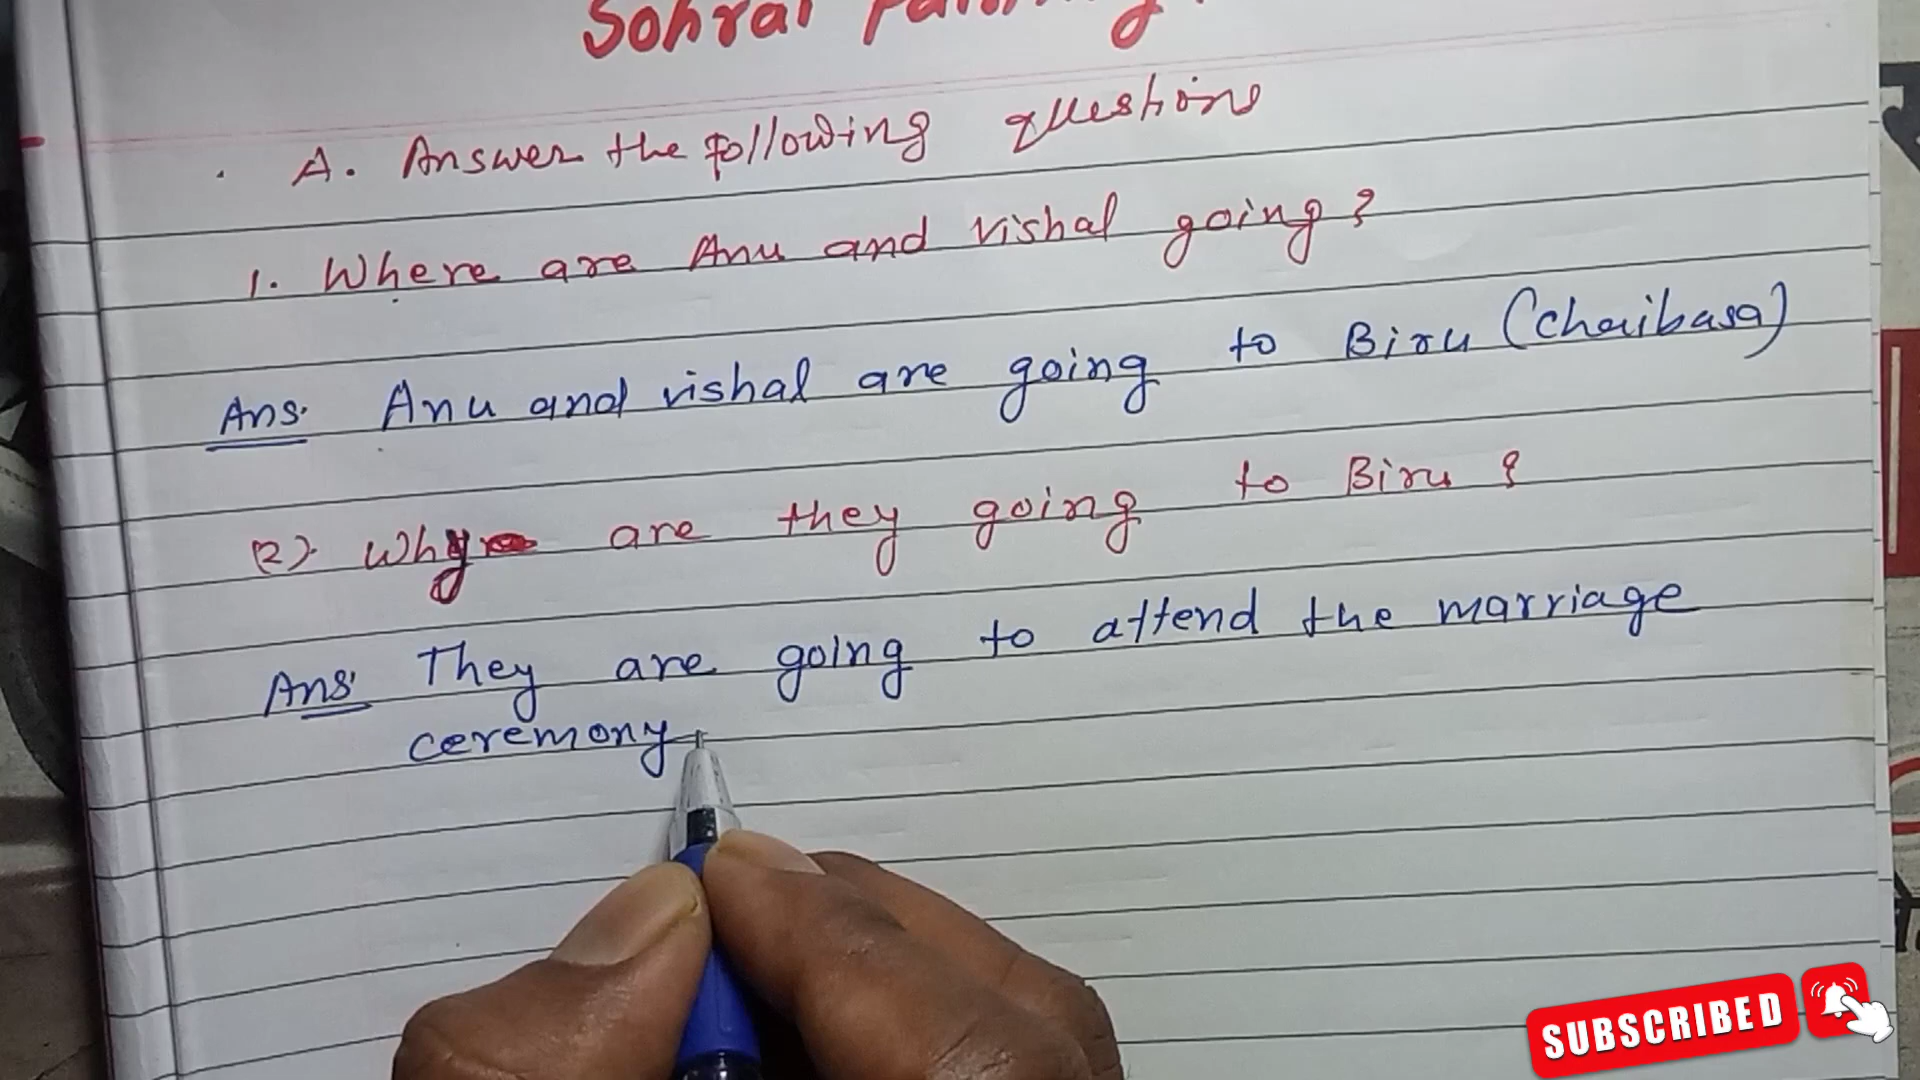 Sohrai Painting
A. Answer the following questions
1. Where are Anu and vishal going?
Ans. Anu and vishal are going to Biru (chaibasa)
(2). Why are they going to Biru ?
Ans. They are going to attend the marriage
ceremony
SUBSCRIBED